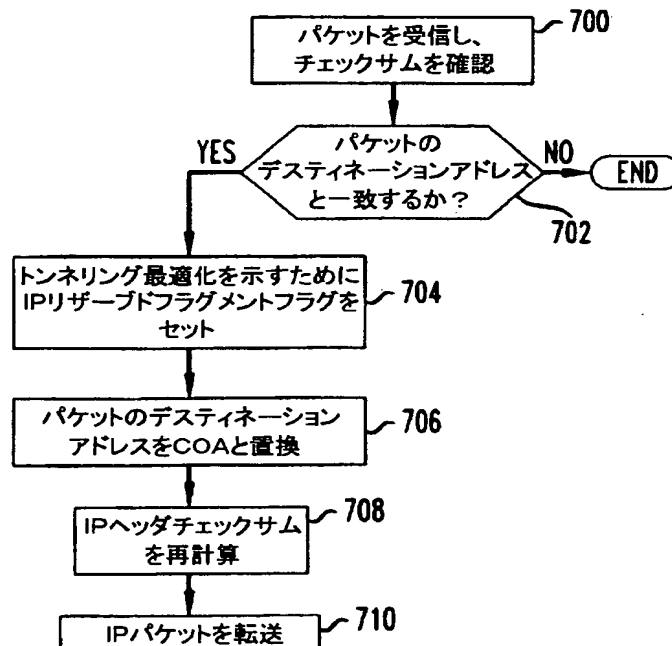 パケットを受信し、
チェックサムを確認
700
パケットの
デスティネーションアドレス
と一致するか？
YES
NO
END
702
トンネリング最適化を示すために
IPリザーブドフラグメントフラグを
セット
704
パケットのデスティネーション
アドレスをCOAと置換
706
IPヘッダチェックサム
を再計算
708
IPパケットを転送
710